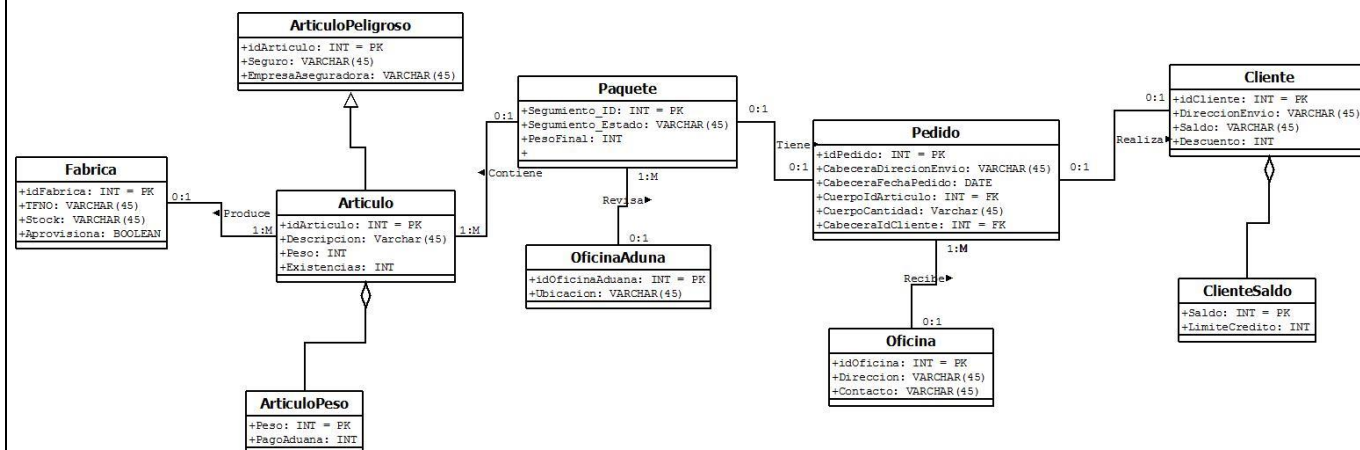 ArticuloPeligroso
+idArticulo: INT = PK
+Seguro: VARCHAR(45)
+EmpresaAseguradora: VARCHAR(45)
Paquete
+Segumiento_ID: INT = PK
+Segumiento_Estado: VARCHAR(45)
+PesoFinal: INT
+
0:1
0:1
1:M
Cliente
+idCliente: INT = PK
+DireccionEnvio: VARCHAR(45)
+Saldo: VARCHAR(45)
+Descuento: INT
0:1
Pedido
+idPedido: INT = PK
+CabeceraDirecionEnvio: VARCHAR(45)
+CabeceraFechaPedido: DATE
+CuerpoIdArticulo: INT = FK
+CuerpoCantidad: Varchar(45)
+CabeceraIdCliente: INT = FK
Tiene
0:1
Realiza
0:1
1:M
Fabrica
+idFabrica: INT = PK
+TFNO: VARCHAR(45)
+Stock: VARCHAR(45)
+Aprovisiona: BOOLEAN
0:1
Produce
1:M
Articulo
+idArticulo: INT = PK
+Descripcion: Varchar(45)
+Peso: INT
+Existencias: INT
1:M
Contiene
Revisa
0:1
OficinaAduna
+idOficinaAduana: INT = PK
+Ubicacion: VARCHAR(45)
Recibe
0:1
Oficina
+idOficina: INT = PK
+Direccion: VARCHAR(45)
+Contacto: VARCHAR(45)
ClienteSaldo
+Saldo: INT = PK
+LimiteCredito: INT
ArticuloPeso
+Peso: INT = PK
+PagoAduana: INT